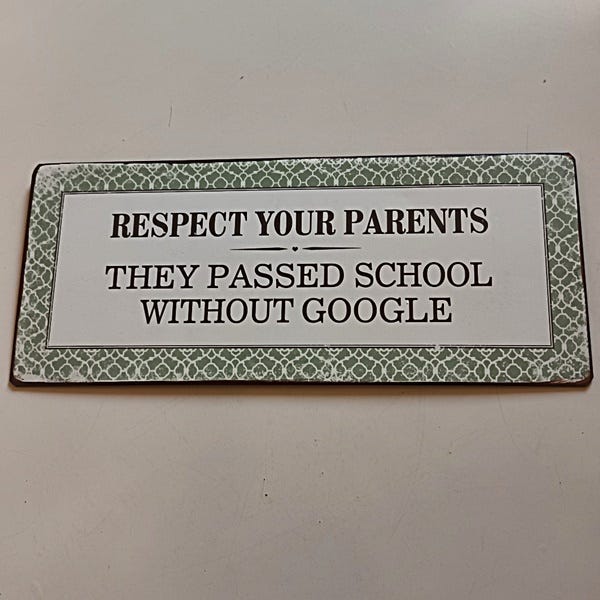 RESPECT YOUR PARENTS
THEY PASSED SCHOOL
WITHOUT GOOGLE